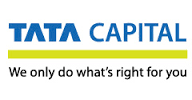 TATA CAPITAL
We only do what's right for you